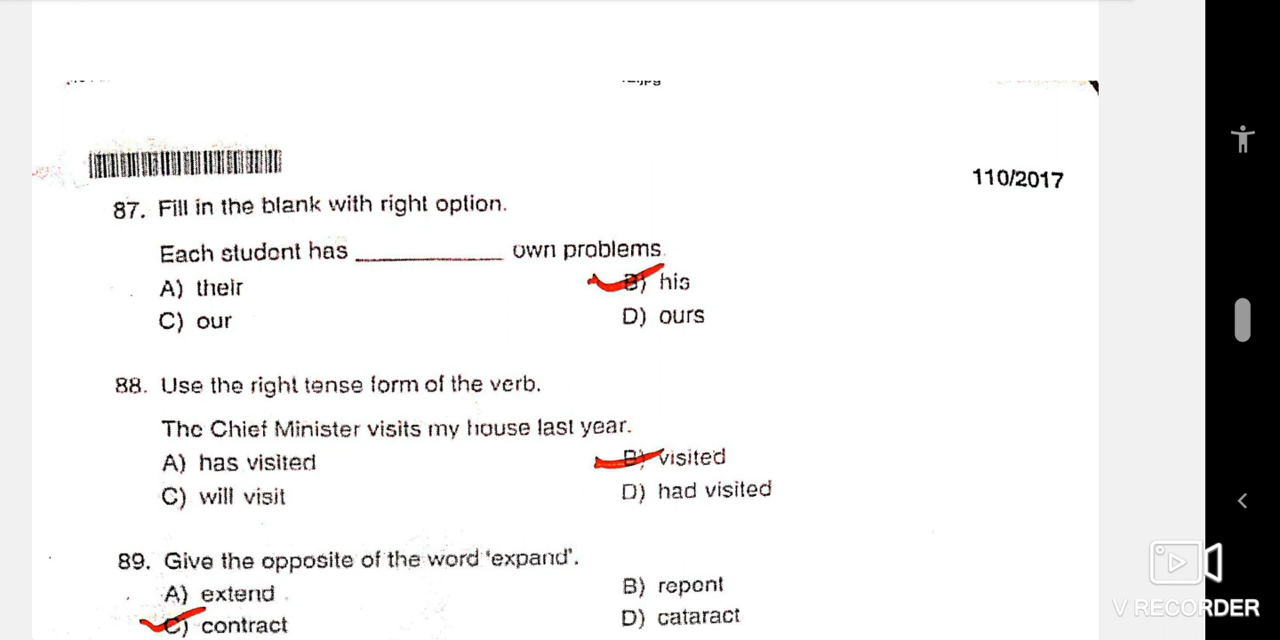 110/2017
87. Fill in the blank with right option.
Each student has __________ own problems.
A) their B) his
C) our D) ours
88. Use the right tense form of the verb.
The Chief Minister visits my house last year.
A) has visited B) visited
C) will visit D) had visited
89. Give the opposite of the word 'expand'.
A) extend B) repent
C) contract D) cataract
V RECORDER